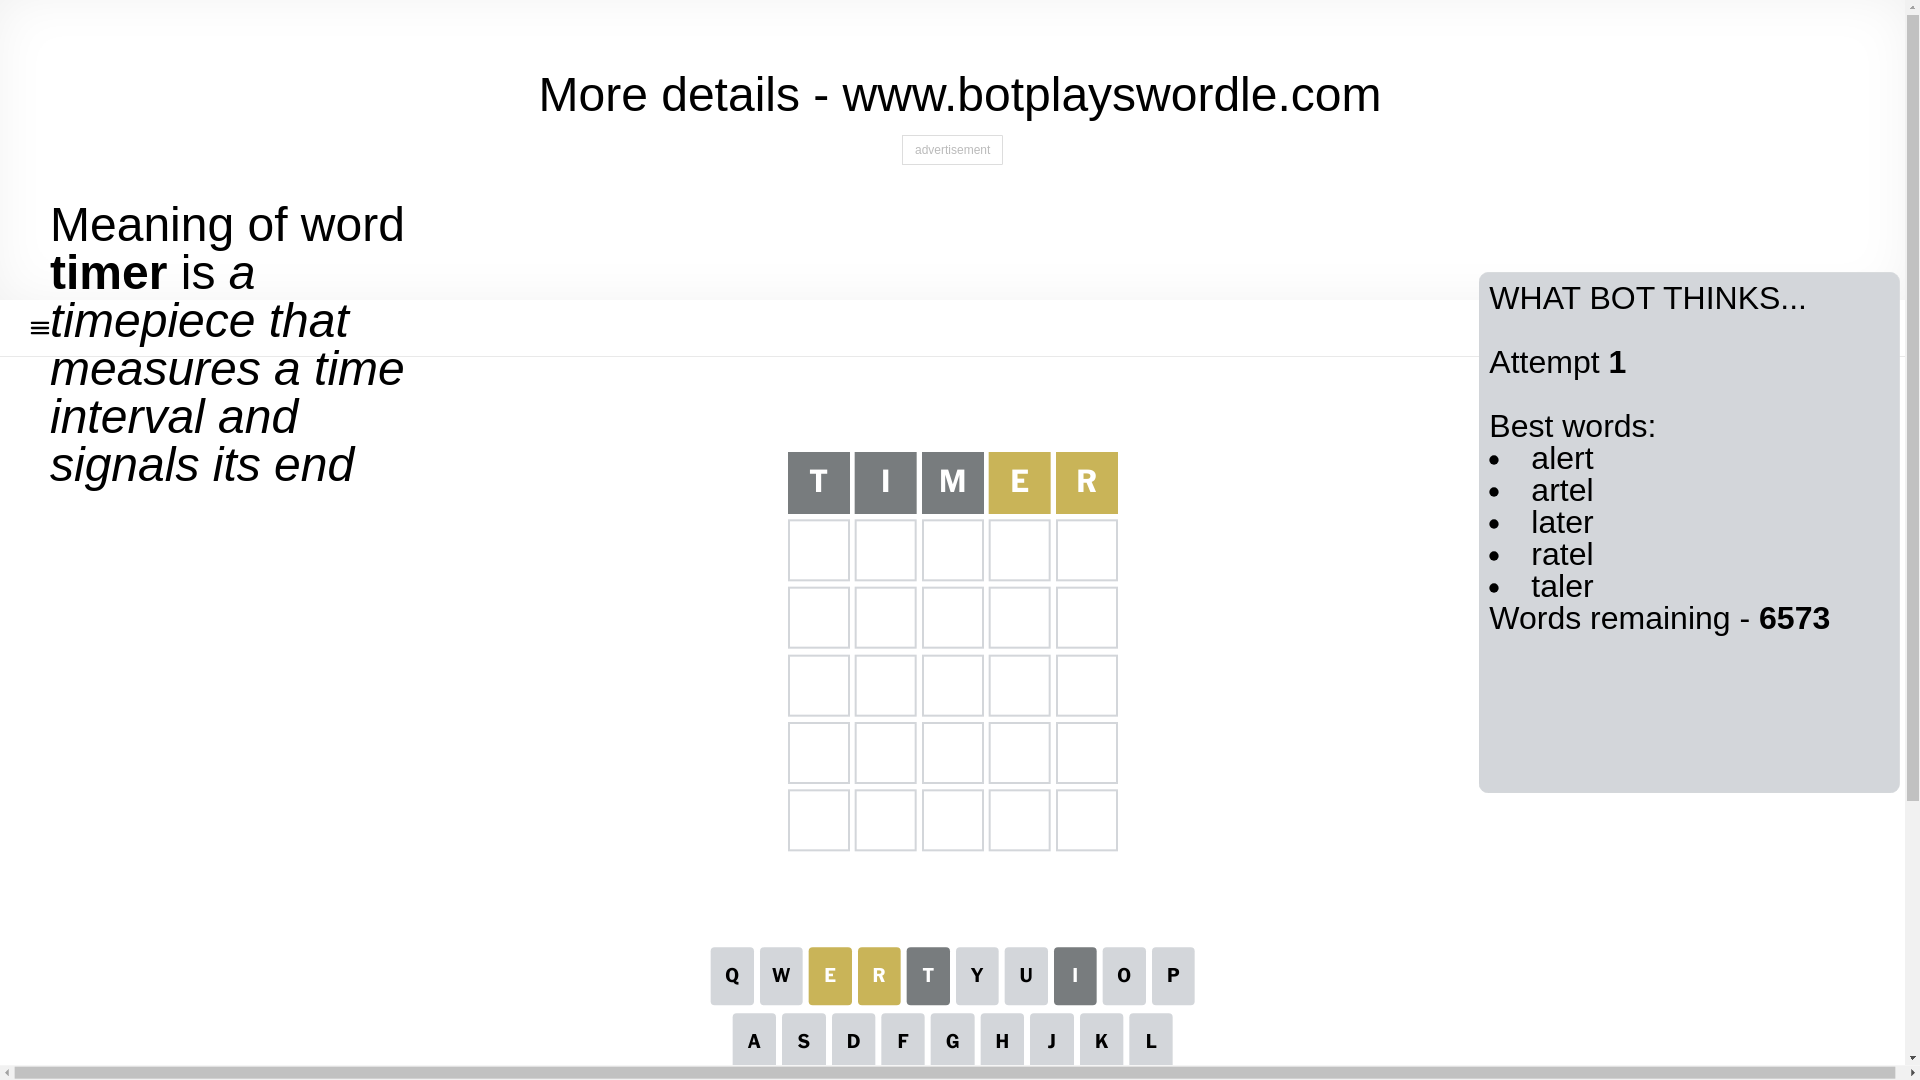 More details - www.botplayswordle.com
advertisement
Meaning of word
timer is a
timepiece that
measures a time
interval and
signals its end
WHAT BOT THINKS...
Attempt 1
Best words:
• alert
• artel
• later
• ratel
• taler
Words remaining - 6573
T I M E R
Q W E R T Y U I O P
A S D F G H J K L